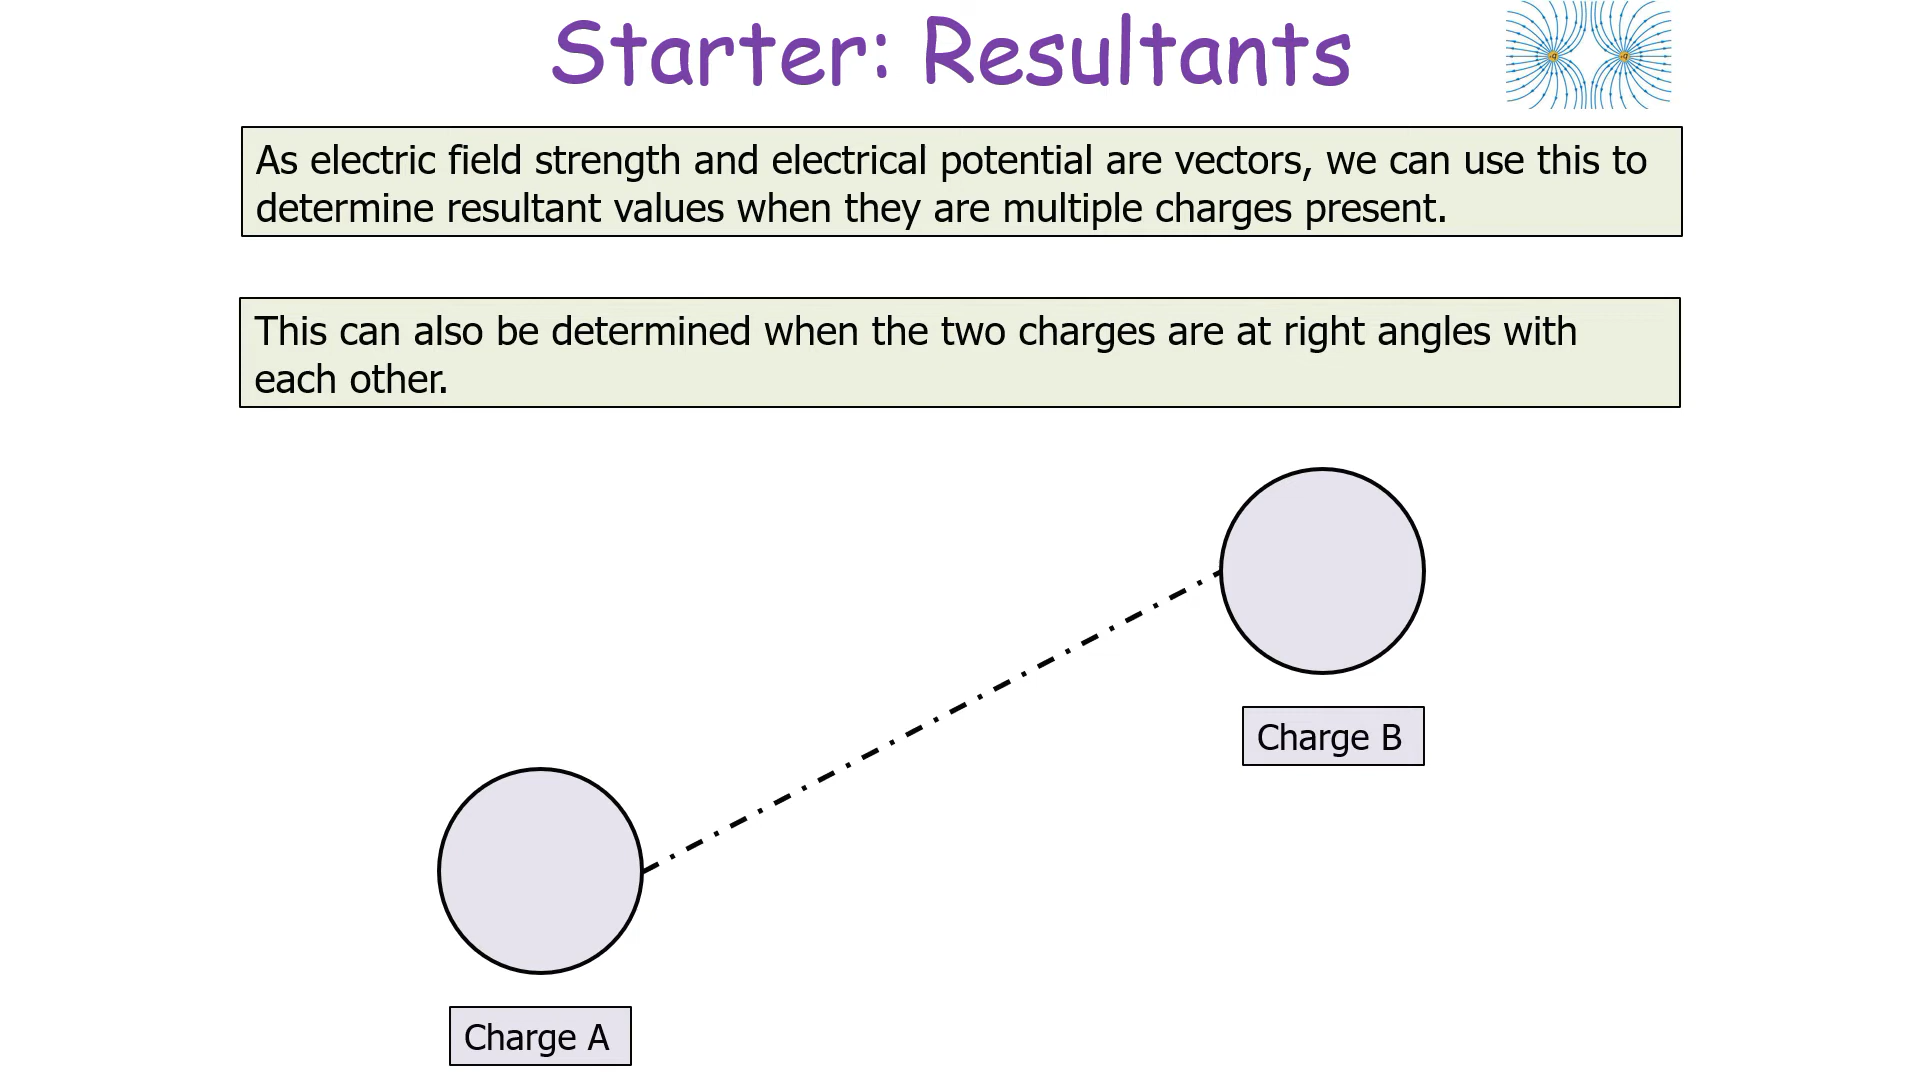 Starter: Resultants
As electric field strength and electrical potential are vectors, we can use this to
determine resultant values when they are multiple charges present.
This can also be determined when the two charges are at right angles with
each other.
Charge B
Charge A